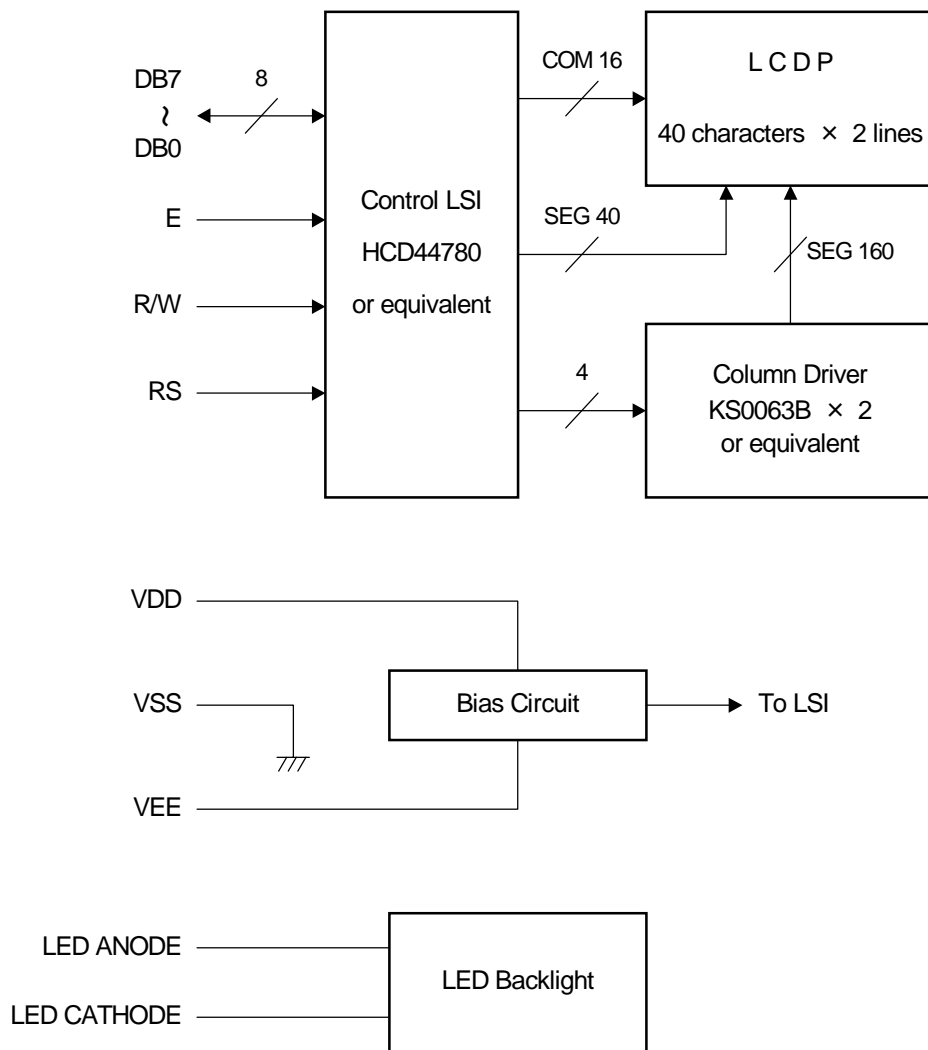 DB7
~
DB0
8
E
R/W
RS
Control LSI
HCD44780
or equivalent
COM 16
SEG 40
4
L C D P
40 characters × 2 lines
SEG 160
Column Driver
KS0063B × 2
or equivalent
VDD
VSS
VEE
Bias Circuit
To LSI
LED ANODE
LED CATHODE
LED Backlight